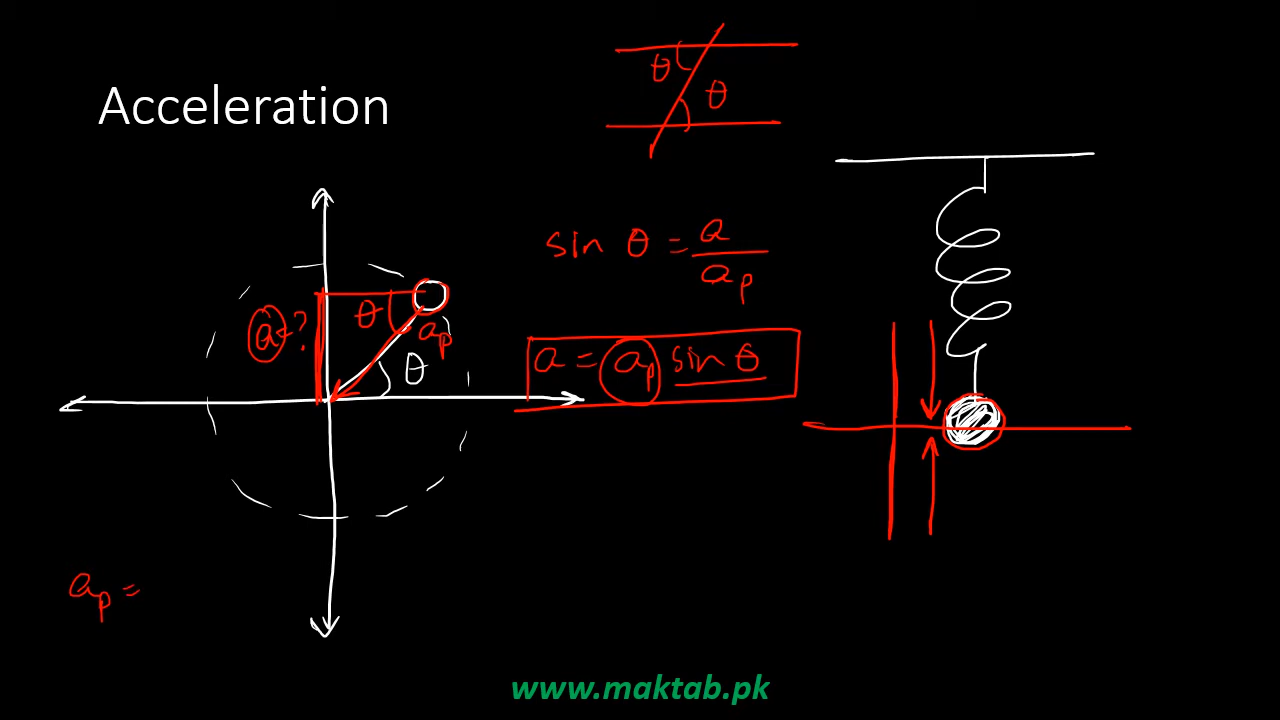 Acceleration
θ
θ
sin θ = a / a_p
θ
a_p
a ?
θ
a = a_p sin θ
a_p =
www.maktab.pk